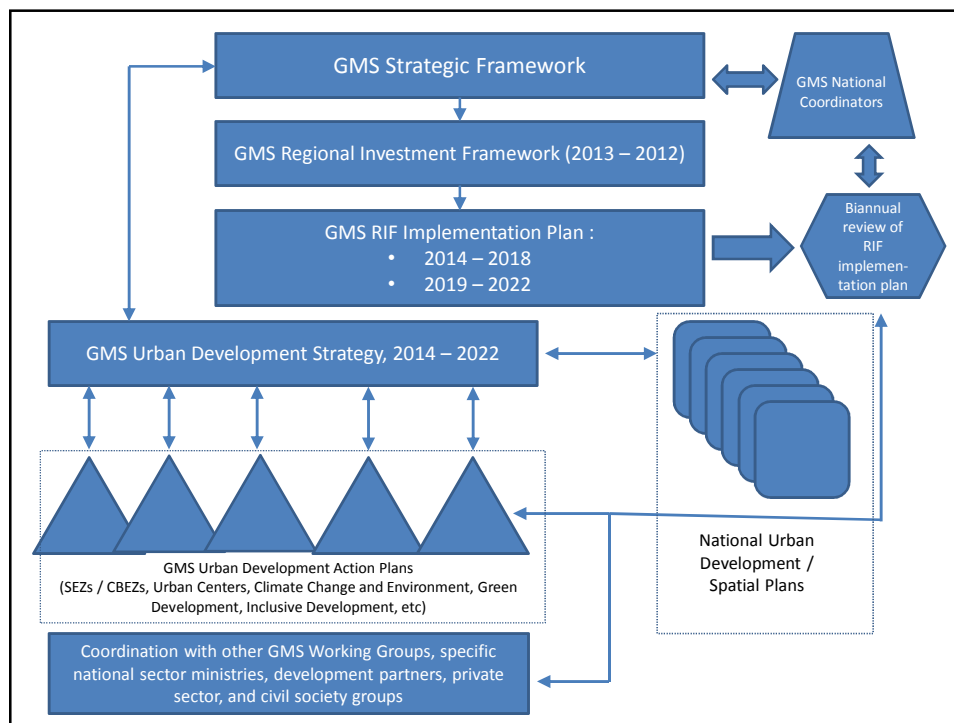 GMS Strategic Framework
GMS National
Coordinators
GMS Regional Investment Framework (2013 – 2012)
GMS RIF Implementation Plan :
• 2014 – 2018
• 2019 – 2022
Biannual
review of
RIF
implemen-
tation plan
GMS Urban Development Strategy, 2014 – 2022
GMS Urban Development Action Plans
(SEZs / CBEZs, Urban Centers, Climate Change and Environment, Green
Development, Inclusive Development, etc)
National Urban
Development /
Spatial Plans
Coordination with other GMS Working Groups, specific
national sector ministries, development partners, private
sector, and civil society groups